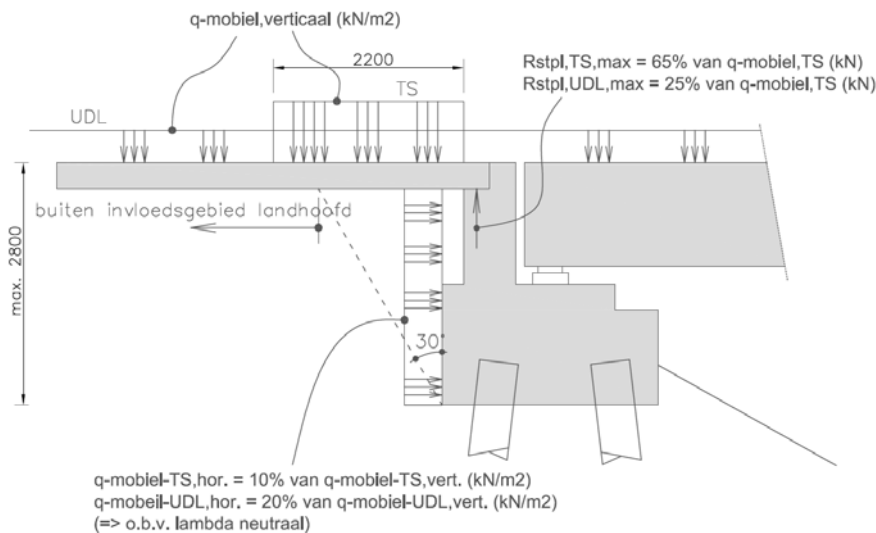 q-mobiel,verticaal (kN/m2)
2200
TS
Rstpl,TS,max = 65% van q-mobiel,TS (kN)
Rstpl,UDL,max = 25% van q-mobiel,TS (kN)
UDL
buiten invloedsgebied landhoofd
max. 2800
30°
q-mobiel-TS,hor. = 10% van q-mobiel-TS,vert. (kN/m2)
q-mobeil-UDL,hor. = 20% van q-mobiel-UDL,vert. (kN/m2)
(=> o.b.v. lambda neutraal)